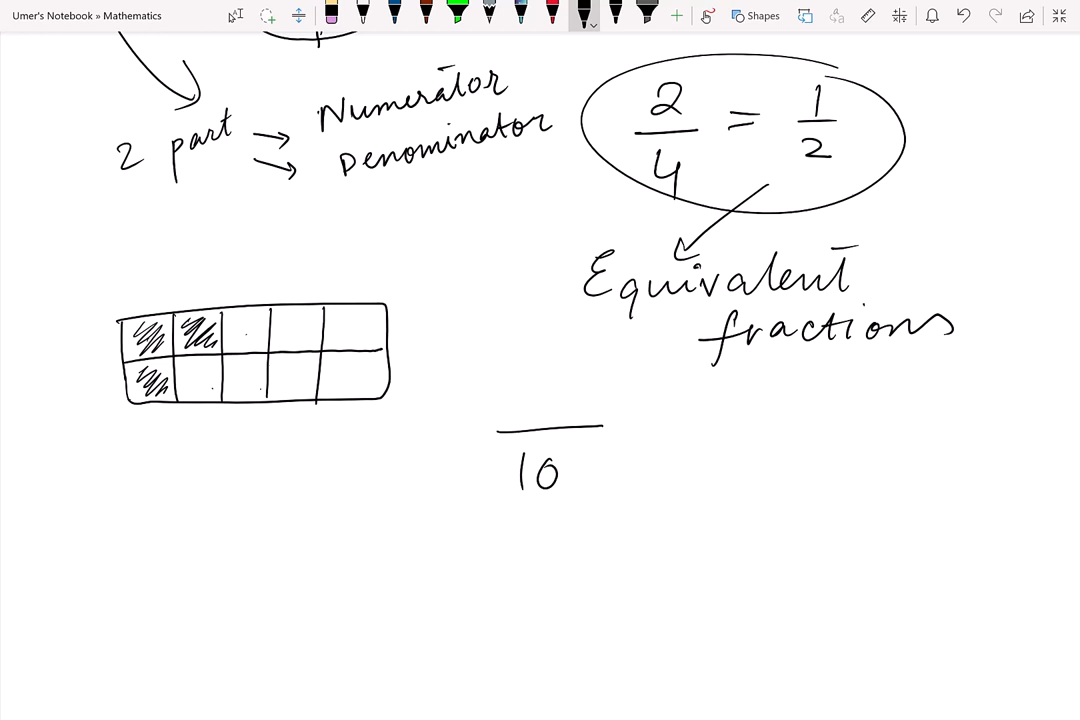 Umer's Notebook » Mathematics
Shapes
2 part → Numerator
→ Denominator
2/4 = 1/2
Equivalent
fractions
10